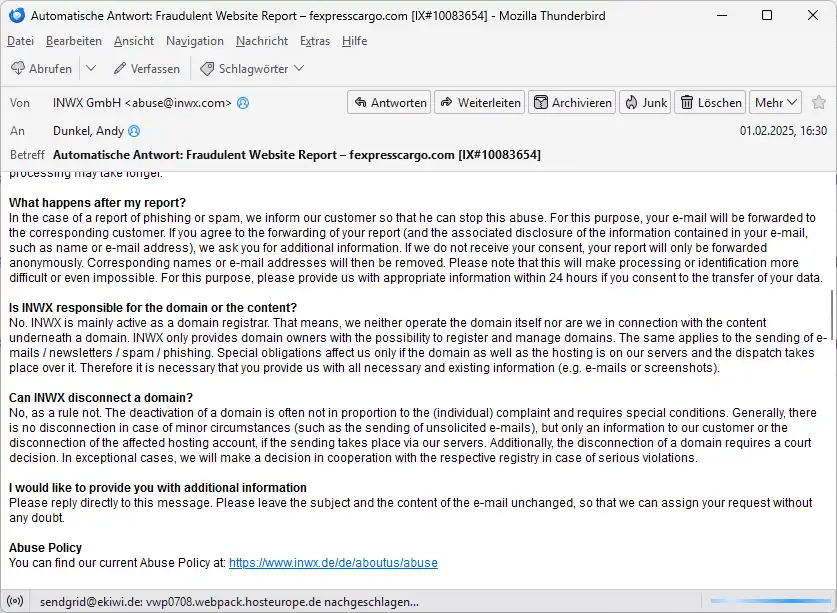 Automatische Antwort: Fraudulent Website Report – fexpresscargo.com [IX#10083654] - Mozilla Thunderbird
Datei Bearbeiten Ansicht Navigation Nachricht Extras Hilfe
Abrufen Verfassen Schlagwörter
Von INWX GmbH <abuse@inwx.com> Antworten Weiterleiten Archivieren Junk Löschen Mehr
An Dunkel, Andy 01.02.2025, 16:30
Betreff Automatische Antwort: Fraudulent Website Report – fexpresscargo.com [IX#10083654]
processing may take longer.
What happens after my report?
In the case of a report of phishing or spam, we inform our customer so that he can stop this abuse. For this purpose, your e-mail will be forwarded to
the corresponding customer. If you agree to the forwarding of your report (and the associated disclosure of the information contained in your e-mail,
such as name or e-mail address), we ask you for additional information. If we do not receive your consent, your report will only be forwarded
anonymously. Corresponding names or e-mail addresses will then be removed. Please note that this will make processing or identification more
difficult or even impossible. For this purpose, please provide us with appropriate information within 24 hours if you consent to the transfer of your data.
Is INWX responsible for the domain or the content?
No. INWX is mainly active as a domain registrar. That means, we neither operate the domain itself nor are we in connection with the content
underneath a domain. INWX only provides domain owners with the possibility to register and manage domains. The same applies to the sending of e-
mails / newsletters / spam / phishing. Special obligations affect us only if the domain as well as the hosting is on our servers and the dispatch takes
place over it. Therefore it is necessary that you provide us with all necessary and existing information (e.g. e-mails or screenshots).
Can INWX disconnect a domain?
No, as a rule not. The deactivation of a domain is often not in proportion to the (individual) complaint and requires special conditions. Generally, there
is no disconnection in case of minor circumstances (such as the sending of unsolicited e-mails), but only an information to our customer or the
disconnection of the affected hosting account, if the sending takes place via our servers. Additionally, the disconnection of a domain requires a court
decision. In exceptional cases, we will make a decision in cooperation with the respective registry in case of serious violations.
I would like to provide you with additional information
Please reply directly to this message. Please leave the subject and the content of the e-mail unchanged, so that we can assign your request without
any doubt.
Abuse Policy
You can find our current Abuse Policy at: https://www.inwx.de/de/aboutus/abuse
sendgrid@ekiwi.de: vwp0708.webpack.hosteurope.de nachgeschlagen...